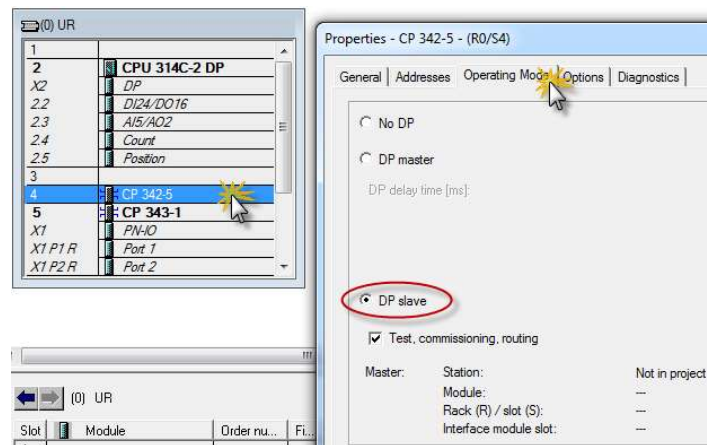 (0) UR
1
2 CPU 314C-2 DP
X2 DP
2.2 DI24/DO16
2.3 AI5/AO2
2.4 Count
2.5 Position
3
4 CP 342-5
5 CP 343-1
X1 PN-IO
X1 P1 R Port 1
X1 P2 R Port 2
(0) UR
Slot Module Order nu... Fi...
Properties - CP 342-5 - (R0/S4)
General Addresses Operating Mode Options Diagnostics
No DP
DP master
DP delay time [ms]:
DP slave
Test, commissioning, routing
Master: Station: Not in project
Module: ---
Rack (R) / slot (S): ---
Interface module slot: ---